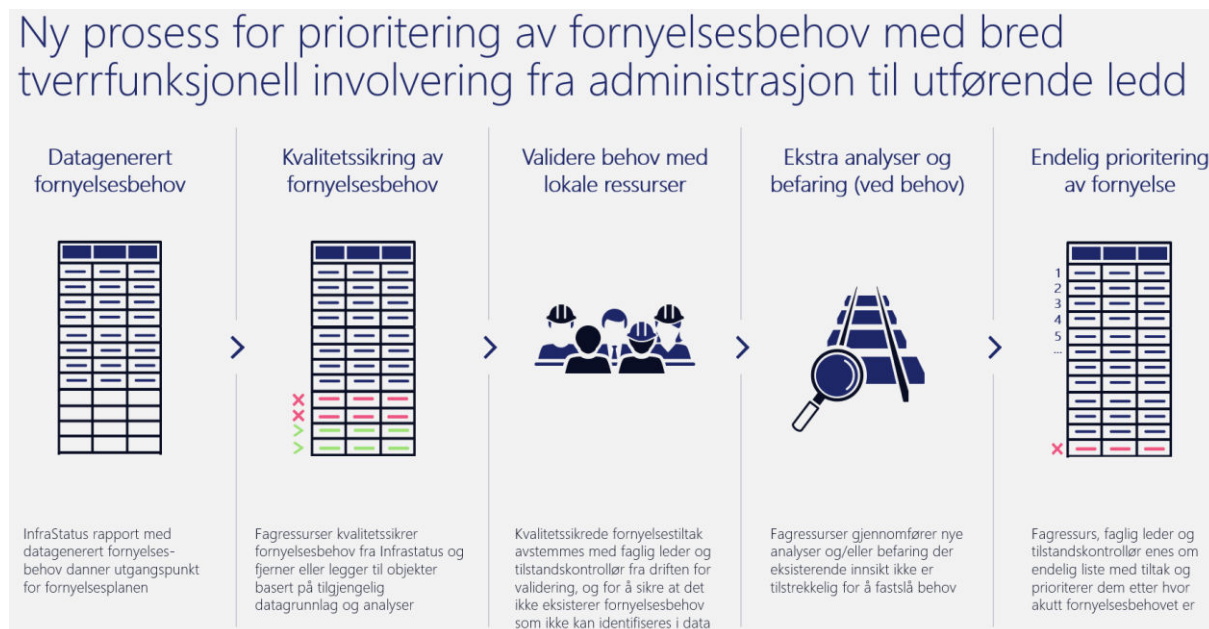 Ny prosess for prioritering av fornyelsesbehov med bred
tverrfunksjonell involvering fra administrasjon til utførende ledd
Datagenerert
fornyelsesbehov
InfraStatus rapport med
datagenerert fornyelses-
behov danner utgangspunkt
for fornyelsesplanen
Kvalitetssikring av
fornyelsesbehov
Fagressurser kvalitetssikrer
fornyelsesbehov fra Infrastatus og
fjerner eller legger til objekter
basert på tilgjengelig
datagrunnlag og analyser
Validere behov med
lokale ressurser
Kvalitetssikrede fornyelsestiltak
avstemmes med faglig leder og
tilstandskontrollør fra driften for
validering, og for å sikre at det
ikke eksisterer fornyelsesbehov
som ikke kan identifiseres i data
Ekstra analyser og
befaring (ved behov)
Fagressurser gjennomfører nye
analyser og/eller befaring der
eksisterende innsikt ikke er
tilstrekkelig for å fastslå behov
Endelig prioritering
av fornyelse
1
2
3
4
5
...
Fagressurs, faglig leder og
tilstandskontrollør enes om
endelig liste med tiltak og
prioriterer dem etter hvor
akutt fornyelsesbehovet er